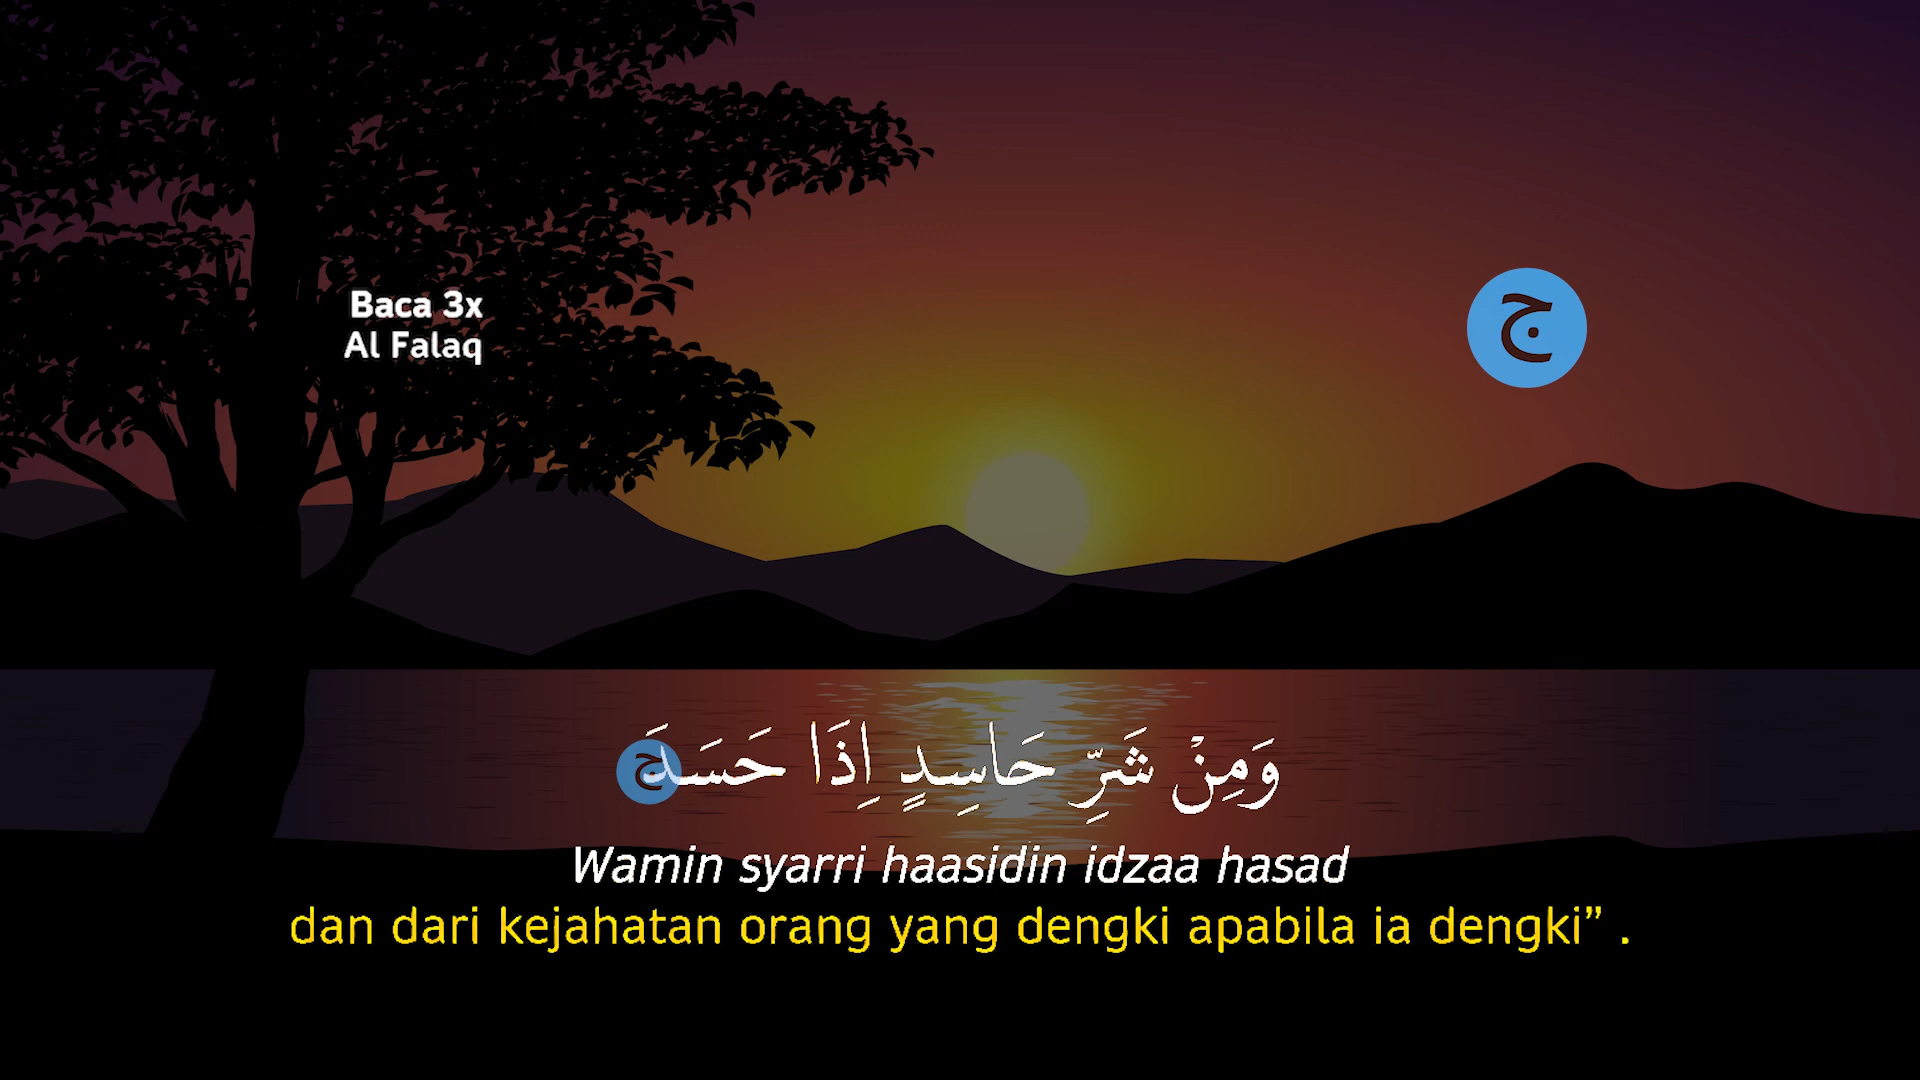 Baca 3x
Al Falaq
ج
وَمِنْ شَرِّ حَاسِدٍ اِذَا حَسَدَ ج
Wamin syarri haasidin idzaa hasad
dan dari kejahatan orang yang dengki apabila ia dengki” .